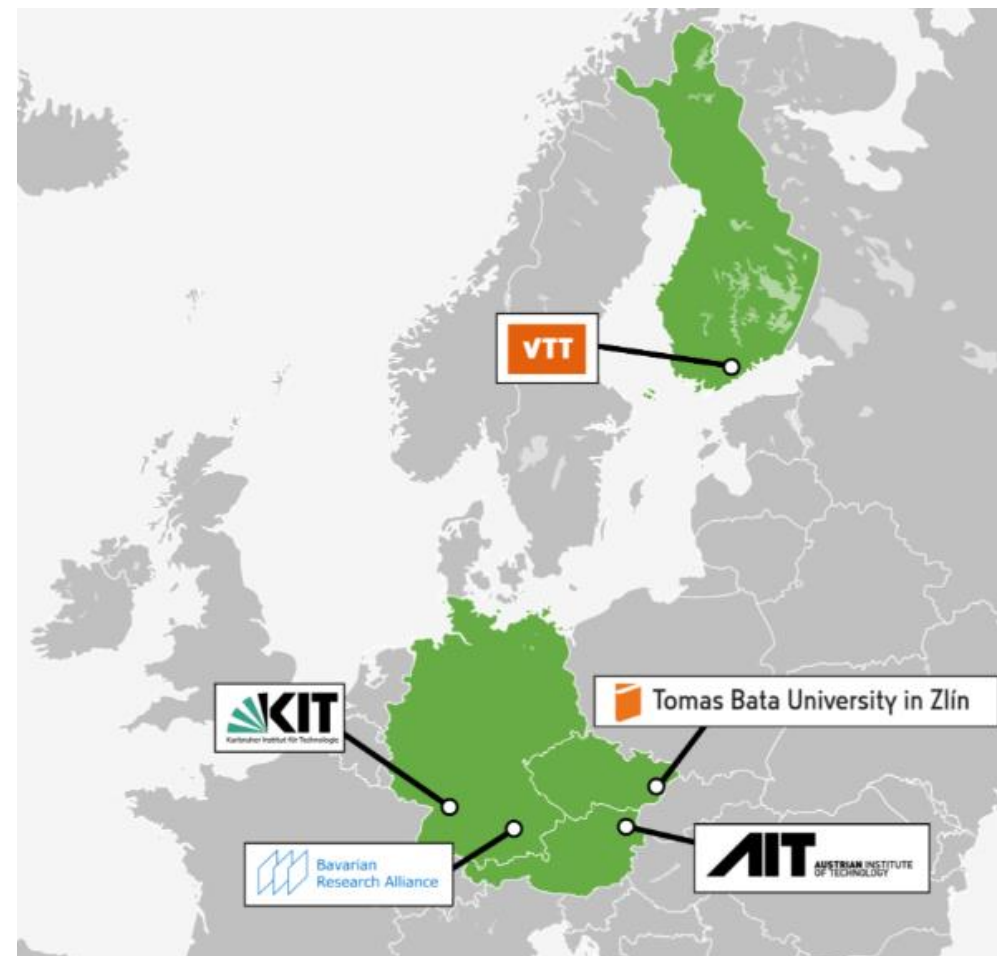 VTT
KIT
Karlsruher Institut für Technologie
Tomas Bata University in Zlín
Bavarian
Research Alliance
AIT
AUSTRIAN INSTITUTE
OF TECHNOLOGY